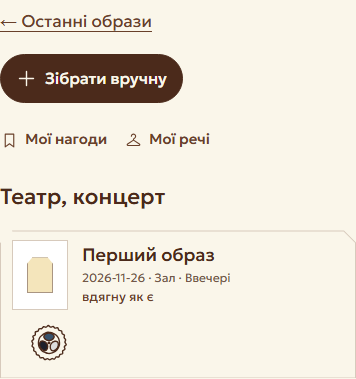 ← Останні образи
+ Зібрати вручну
Мої нагоди Мої речі
Театр, концерт
Перший образ
2026-11-26 · Зал · Ввечері
вдягну як є